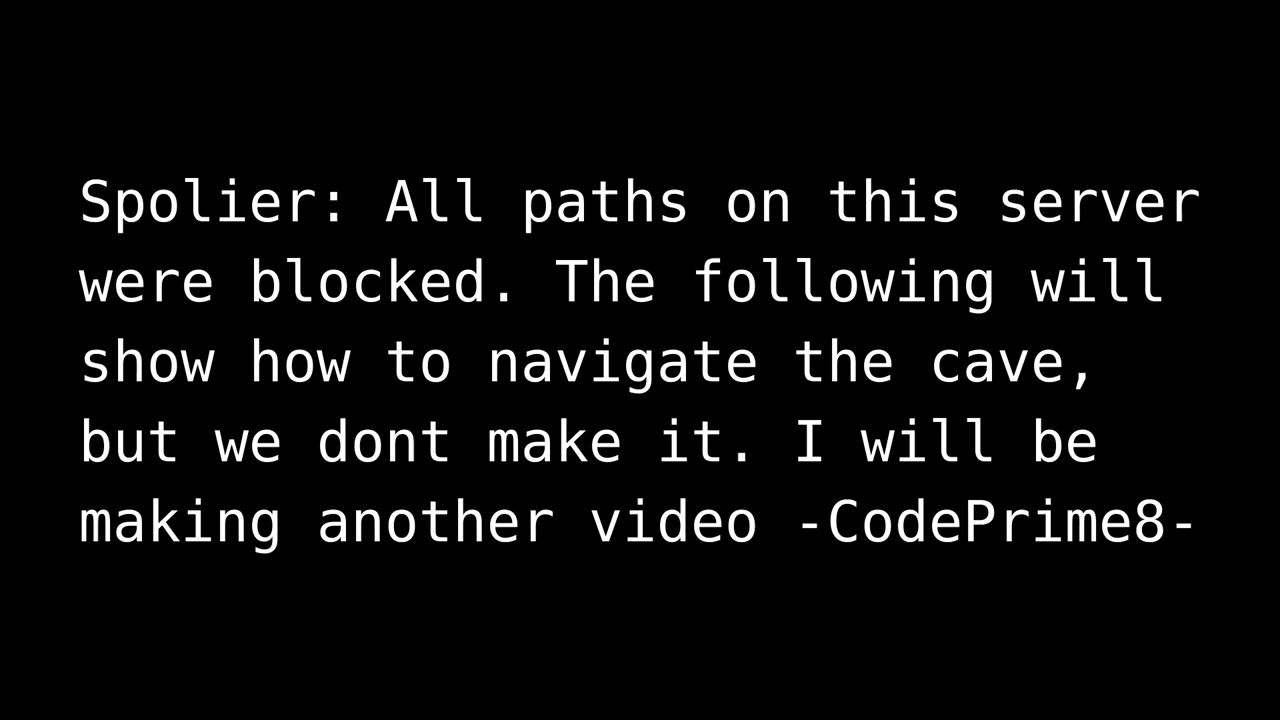 Spolier: All paths on this server
were blocked. The following will
show how to navigate the cave,
but we dont make it. I will be
making another video -CodePrime8-